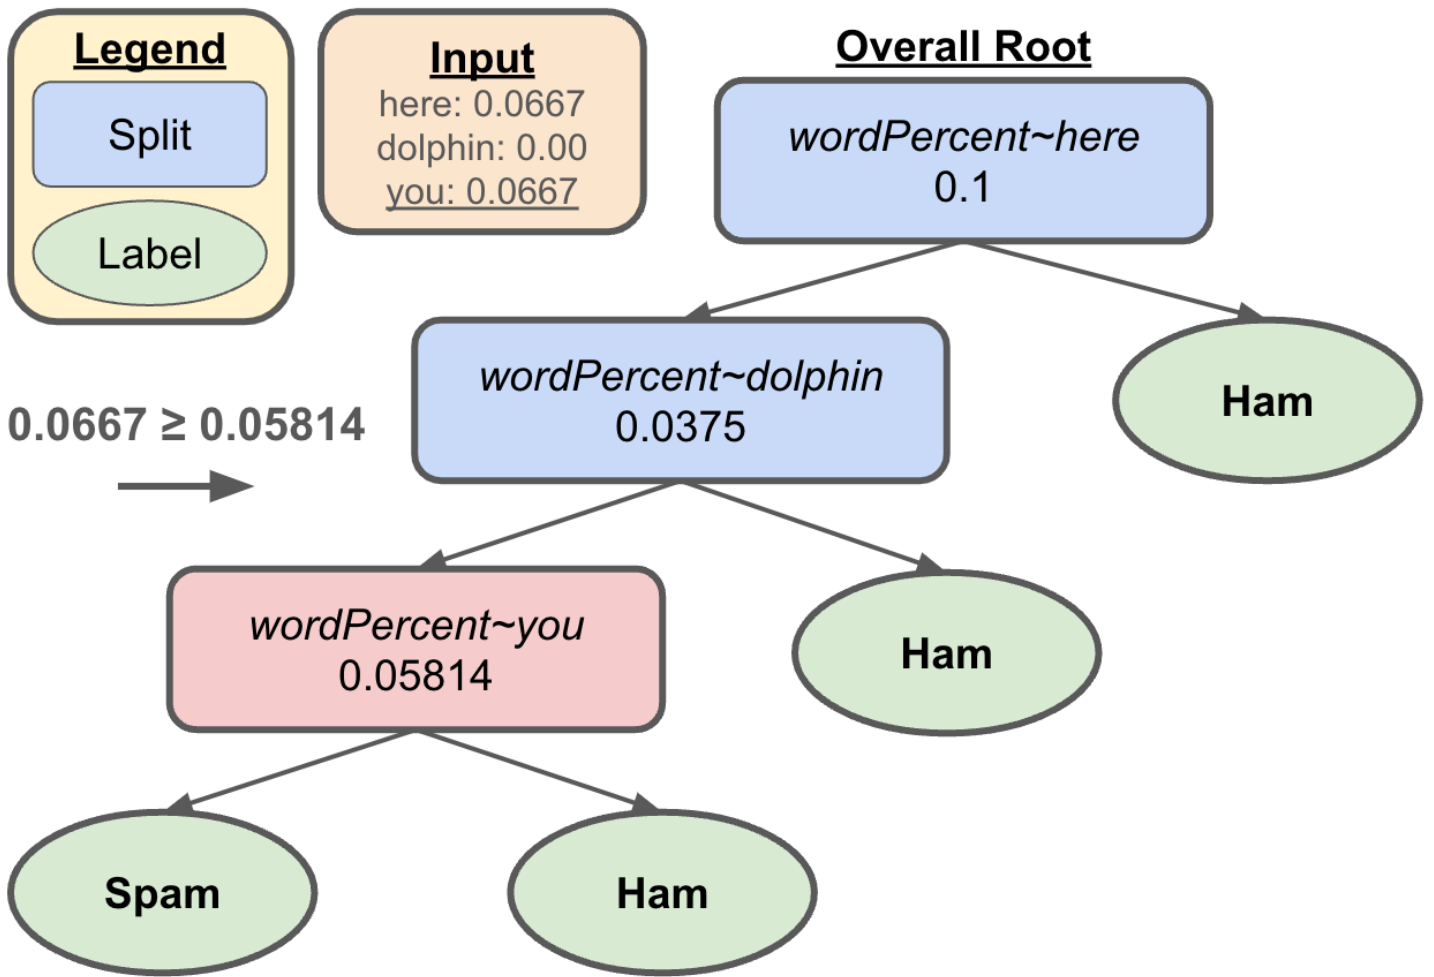 Legend
Split
Label
Input
here: 0.0667
dolphin: 0.00
you: 0.0667
Overall Root
wordPercent~here
0.1
wordPercent~dolphin
0.0375
Ham
0.0667 ≥ 0.05814
wordPercent~you
0.05814
Ham
Spam
Ham